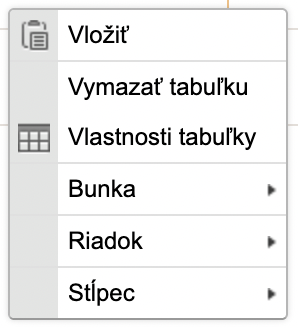 Vložiť
Vymazať tabuľku
Vlastnosti tabuľky
Bunka
Riadok
Stĺpec